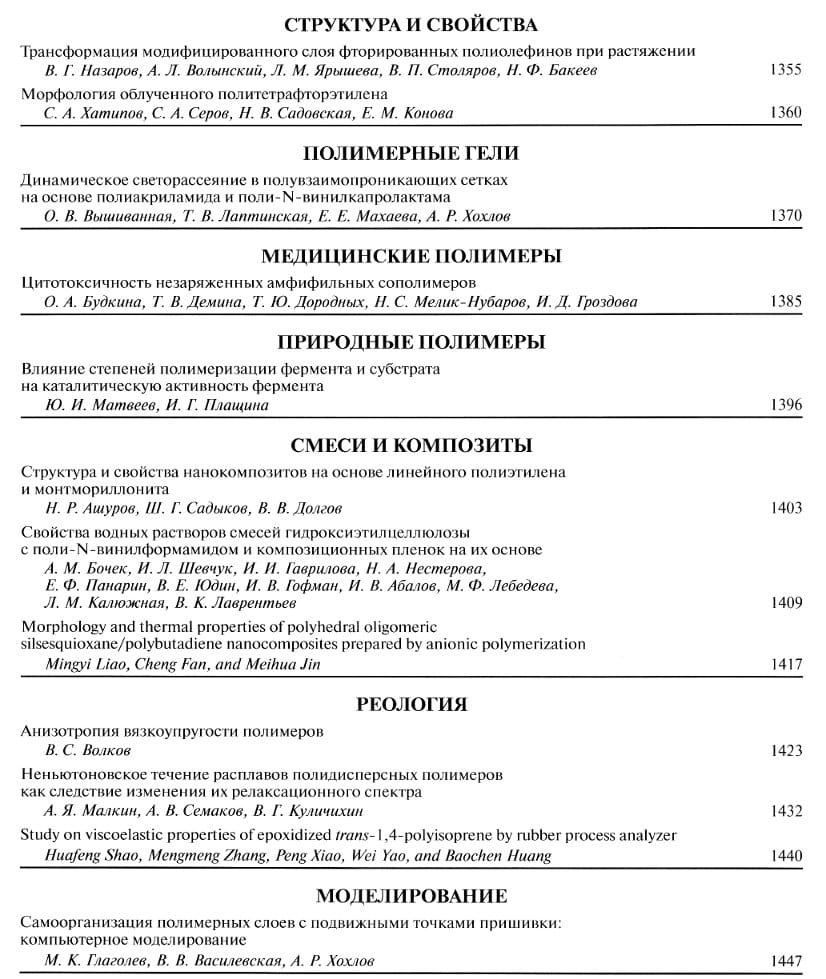 СТРУКТУРА И СВОЙСТВА
Трансформация модифицированного слоя фторированных полиолефинов при растяжении
В. Г. Назаров, А. Л. Волынский, Л. М. Ярышева, В. П. Столяров, Н. Ф. Бакеев 1355
Морфология облученного политетрафторэтилена
С. А. Хатипов, С. А. Серов, Н. В. Садовская, Е. М. Конова 1360
ПОЛИМЕРНЫЕ ГЕЛИ
Динамическое светорассеяние в полувзаимопроникающих сетках
на основе полиакриламида и поли-N-винилкапролактама
О. В. Вышиванная, Т. В. Лаптинская, Е. Е. Махаева, А. Р. Хохлов 1370
МЕДИЦИНСКИЕ ПОЛИМЕРЫ
Цитотоксичность незаряженных амфифильных сополимеров
О. А. Будкина, Т. В. Демина, Т. Ю. Дородных, Н. С. Мелик-Нубаров, И. Д. Гроздова 1385
ПРИРОДНЫЕ ПОЛИМЕРЫ
Влияние степеней полимеризации фермента и субстрата
на каталитическую активность фермента
Ю. И. Матвеев, И. Г. Плащина 1396
СМЕСИ И КОМПОЗИТЫ
Структура и свойства нанокомпозитов на основе линейного полиэтилена
и монтмориллонита
Н. Р. Ашуров, Ш. Г. Садыков, В. В. Долгов 1403
Свойства водных растворов смесей гидроксиэтилцеллюлозы
с поли-N-винилформамидом и композиционных пленок на их основе
А. М. Бочек, И. Л. Шевчук, И. И. Гаврилова, Н. А. Нестерова,
Е. Ф. Панарин, В. Е. Юдин, И. В. Гофман, И. В. Абалов, М. Ф. Лебедева,
Л. М. Калюжная, В. К. Лаврентьев 1409
Morphology and thermal properties of polyhedral oligomeric
silsesquioxane/polybutadiene nanocomposites prepared by anionic polymerization
Mingyi Liao, Cheng Fan, and Meihua Jin 1417
РЕОЛОГИЯ
Анизотропия вязкоупругости полимеров
В. С. Волков 1423
Неньютоновское течение расплавов полидисперсных полимеров
как следствие изменения их релаксационного спектра
А. Я. Малкин, А. В. Семаков, В. Г. Куличихин 1432
Study on viscoelastic properties of epoxidized trans-1,4-polyisoprene by rubber process analyzer
Huafeng Shao, Mengmeng Zhang, Peng Xiao, Wei Yao, and Baochen Huang 1440
МОДЕЛИРОВАНИЕ
Самоорганизация полимерных слоев с подвижными точками пришивки:
компьютерное моделирование
М. К. Глаголев, В. В. Василевская, А. Р. Хохлов 1447